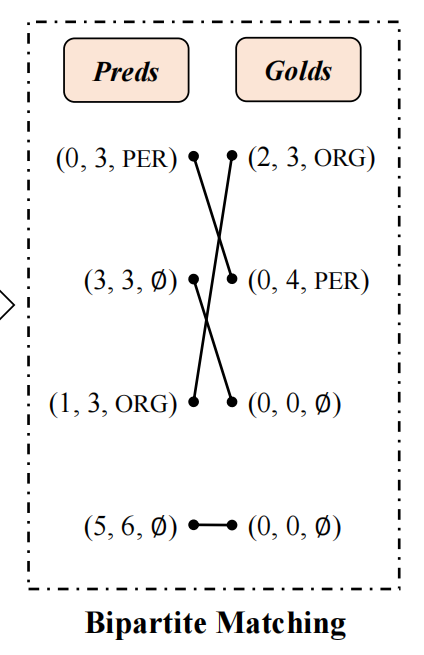 Preds Golds
(0, 3, PER) (2, 3, ORG)
(3, 3, Ø) (0, 4, PER)
(1, 3, ORG) (0, 0, Ø)
(5, 6, Ø) (0, 0, Ø)
Bipartite Matching